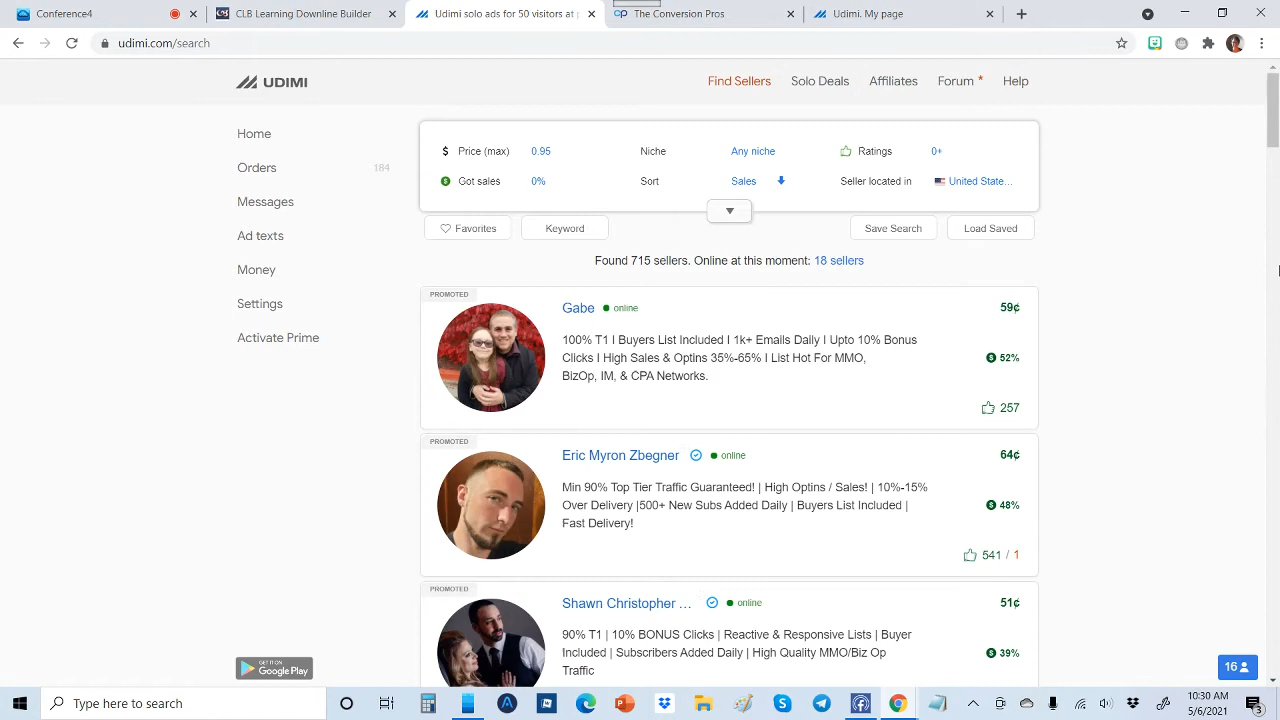 Conference4
CLB Learning Downline Builder
Udimi solo ads for 50 visitors at
The Conversion Pros
Udimi. My page
udimi.com/search
UDIMI
Find Sellers
Solo Deals
Affiliates
Forum *
Help
Home
Orders 184
Messages
Ad texts
Money
Settings
Activate Prime
$ Price (max) 0.95 Niche Any niche Ratings 0+
Got sales 0% Sort Sales Seller located in United State...
Favorites Keyword Save Search Load Saved
Found 715 sellers. Online at this moment: 18 sellers
PROMOTED
Gabe online 59¢
100% T1 I Buyers List Included I 1k+ Emails Daily I Upto 10% Bonus
Clicks I High Sales & Optins 35%-65% I List Hot For MMO,
BizOp, IM, & CPA Networks.
52%
257
PROMOTED
Eric Myron Zbegner online 64¢
Min 90% Top Tier Traffic Guaranteed! | High Optins / Sales! | 10%-15%
Over Delivery |500+ New Subs Added Daily | Buyers List Included |
Fast Delivery!
48%
541 / 1
PROMOTED
Shawn Christopher ... online 51¢
90% T1 | 10% BONUS Clicks | Reactive & Responsive Lists | Buyer
Included | Subscribers Added Daily | High Quality MMO/Biz Op
Traffic
39%
GET IT ON
Google Play
16
Type here to search
10:30 AM
5/6/2021
3